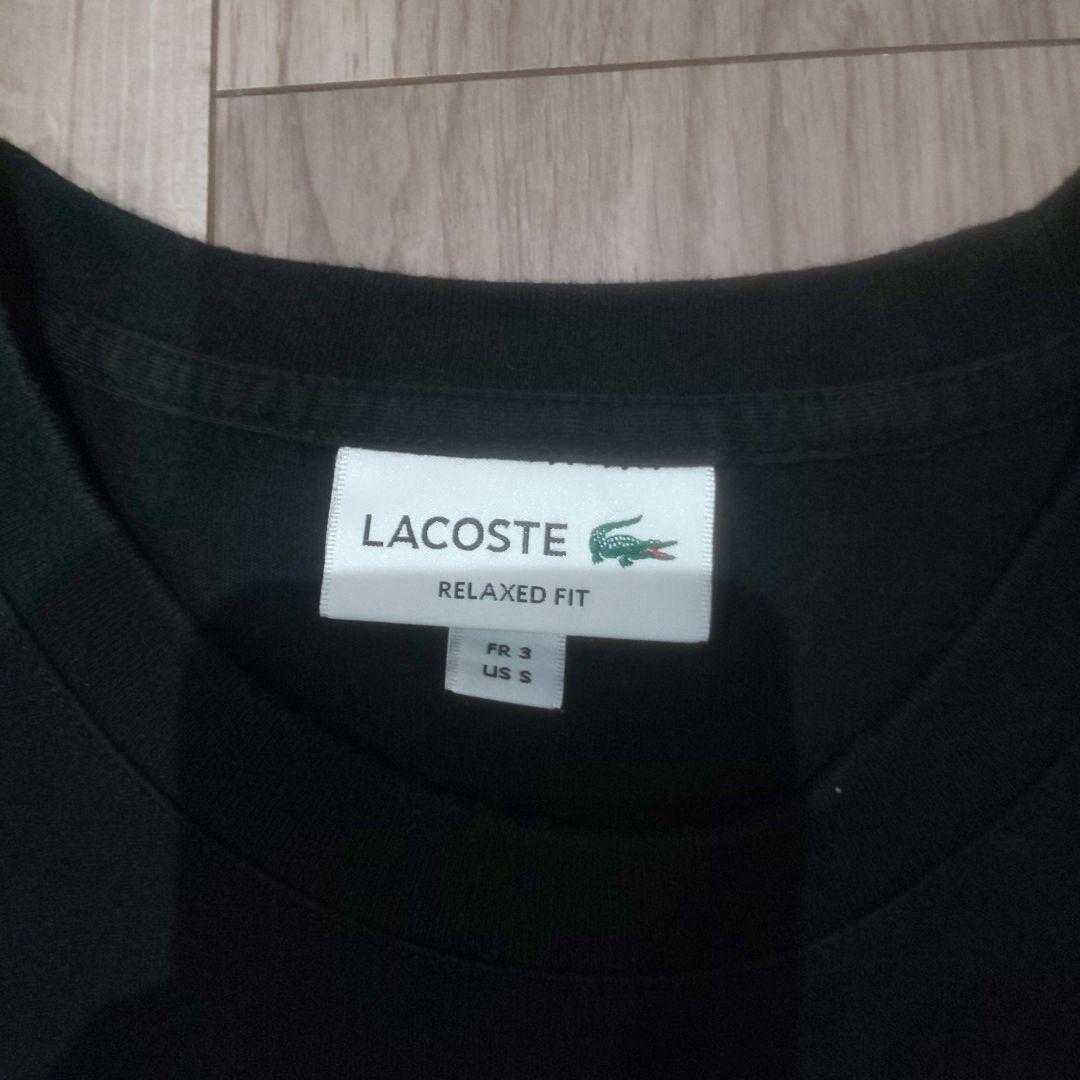 LACOSTE
RELAXED FIT
FR 3
US S